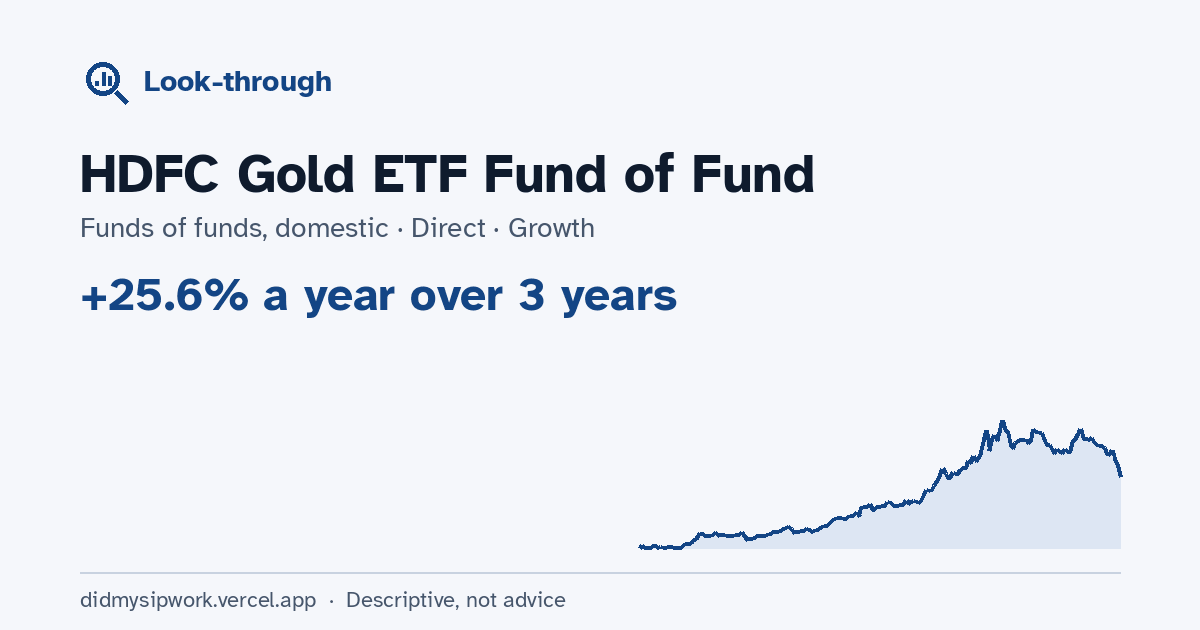 Look-through
HDFC Gold ETF Fund of Fund
Funds of funds, domestic · Direct · Growth
+25.6% a year over 3 years
didmysipwork.vercel.app · Descriptive, not advice